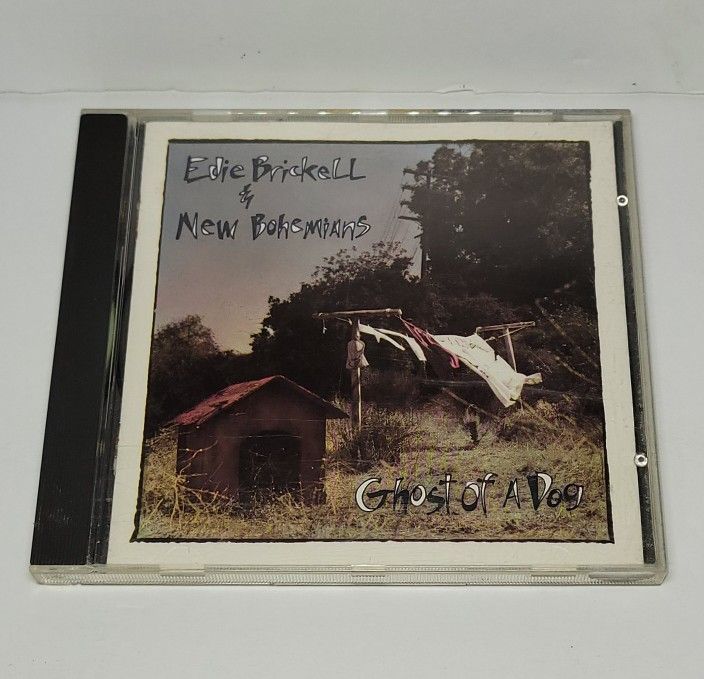 Edie BrickeLL
&
New Bohemians
Ghost of A Dog